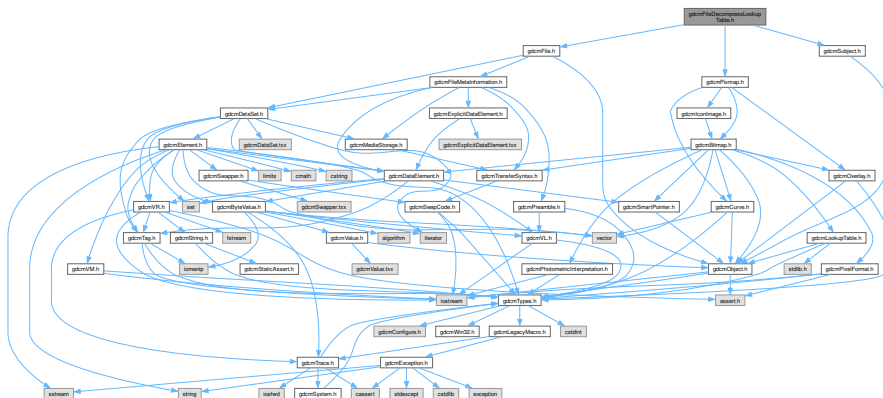 gdcmFileDecompressLookup
Table.h
gdcmFile.h
gdcmSubject.h
gdcmFileMetaInformation.h
gdcmPixmap.h
gdcmDataSet.h
gdcmExplicitDataElement.h
gdcmIconImage.h
gdcmElement.h
gdcmDataSet.txx
gdcmMediaStorage.h
gdcmExplicitDataElement.txx
gdcmBitmap.h
gdcmSwapper.h
limits
cmath
cstring
gdcmDataElement.h
gdcmTransferSyntax.h
gdcmOverlay.h
gdcmVR.h
set
gdcmByteValue.h
gdcmSwapper.txx
gdcmSwapCode.h
gdcmPreamble.h
gdcmSmartPointer.h
gdcmCurve.h
gdcmTag.h
gdcmString.h
fstream
gdcmValue.h
algorithm
iterator
gdcmVL.h
vector
gdcmLookupTable.h
gdcmVM.h
iomanip
gdcmStaticAssert.h
gdcmValue.txx
gdcmPhotometricInterpretation.h
gdcmObject.h
stdlib.h
gdcmPixelFormat.h
iostream
gdcmTypes.h
assert.h
gdcmConfigure.h
gdcmWin32.h
gdcmLegacyMacro.h
cstdint
gdcmTrace.h
gdcmException.h
sstream
string
iosfwd
gdcmSystem.h
cassert
stdexcept
cstdlib
exception